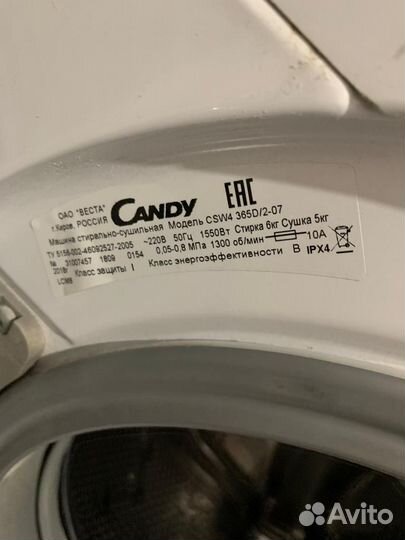 ОАО "ВЕСТА"
г.Киров, РОССИЯ
CANDY
EAC
Машина стирально-сушильная Модель CSW4 365D/2-07
ТУ 5156-002-46092527-2005 ~220В 50Гц 1550Вт Стирка 6кг Сушка 5кг
№ 31007457 1809 0154 0,05-0,8 МПа 1300 об/мин 10А
2018г Класс защиты I Класс энергоэффективности B IPX4
LCMB
Avito